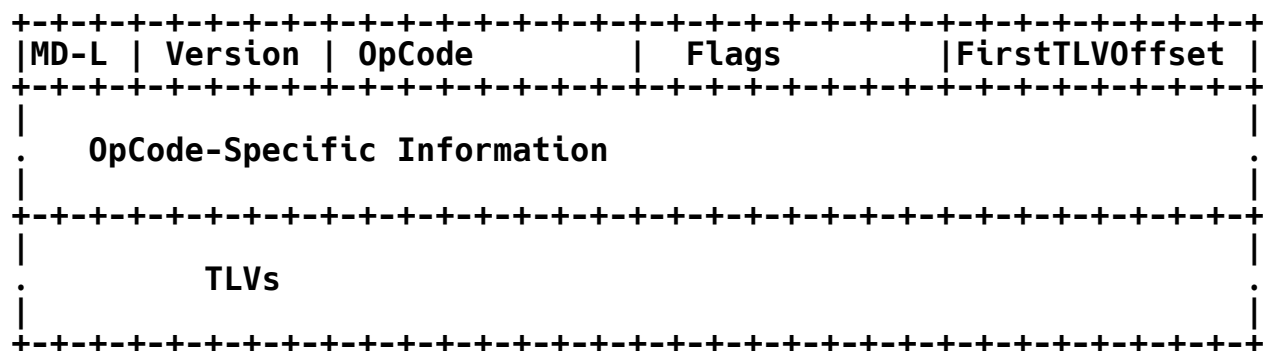 +-+-+-+-+-+-+-+-+-+-+-+-+-+-+-+-+-+-+-+-+-+-+-+-+-+-+-+-+-+-+-+-+
|MD-L | Version | OpCode        |  Flags        |FirstTLVOffset |
+-+-+-+-+-+-+-+-+-+-+-+-+-+-+-+-+-+-+-+-+-+-+-+-+-+-+-+-+-+-+-+-+
|                                                               |
.   OpCode-Specific Information                                 .
|                                                               |
+-+-+-+-+-+-+-+-+-+-+-+-+-+-+-+-+-+-+-+-+-+-+-+-+-+-+-+-+-+-+-+-+
|                                                               |
.         TLVs                                                  .
|                                                               |
+-+-+-+-+-+-+-+-+-+-+-+-+-+-+-+-+-+-+-+-+-+-+-+-+-+-+-+-+-+-+-+-+